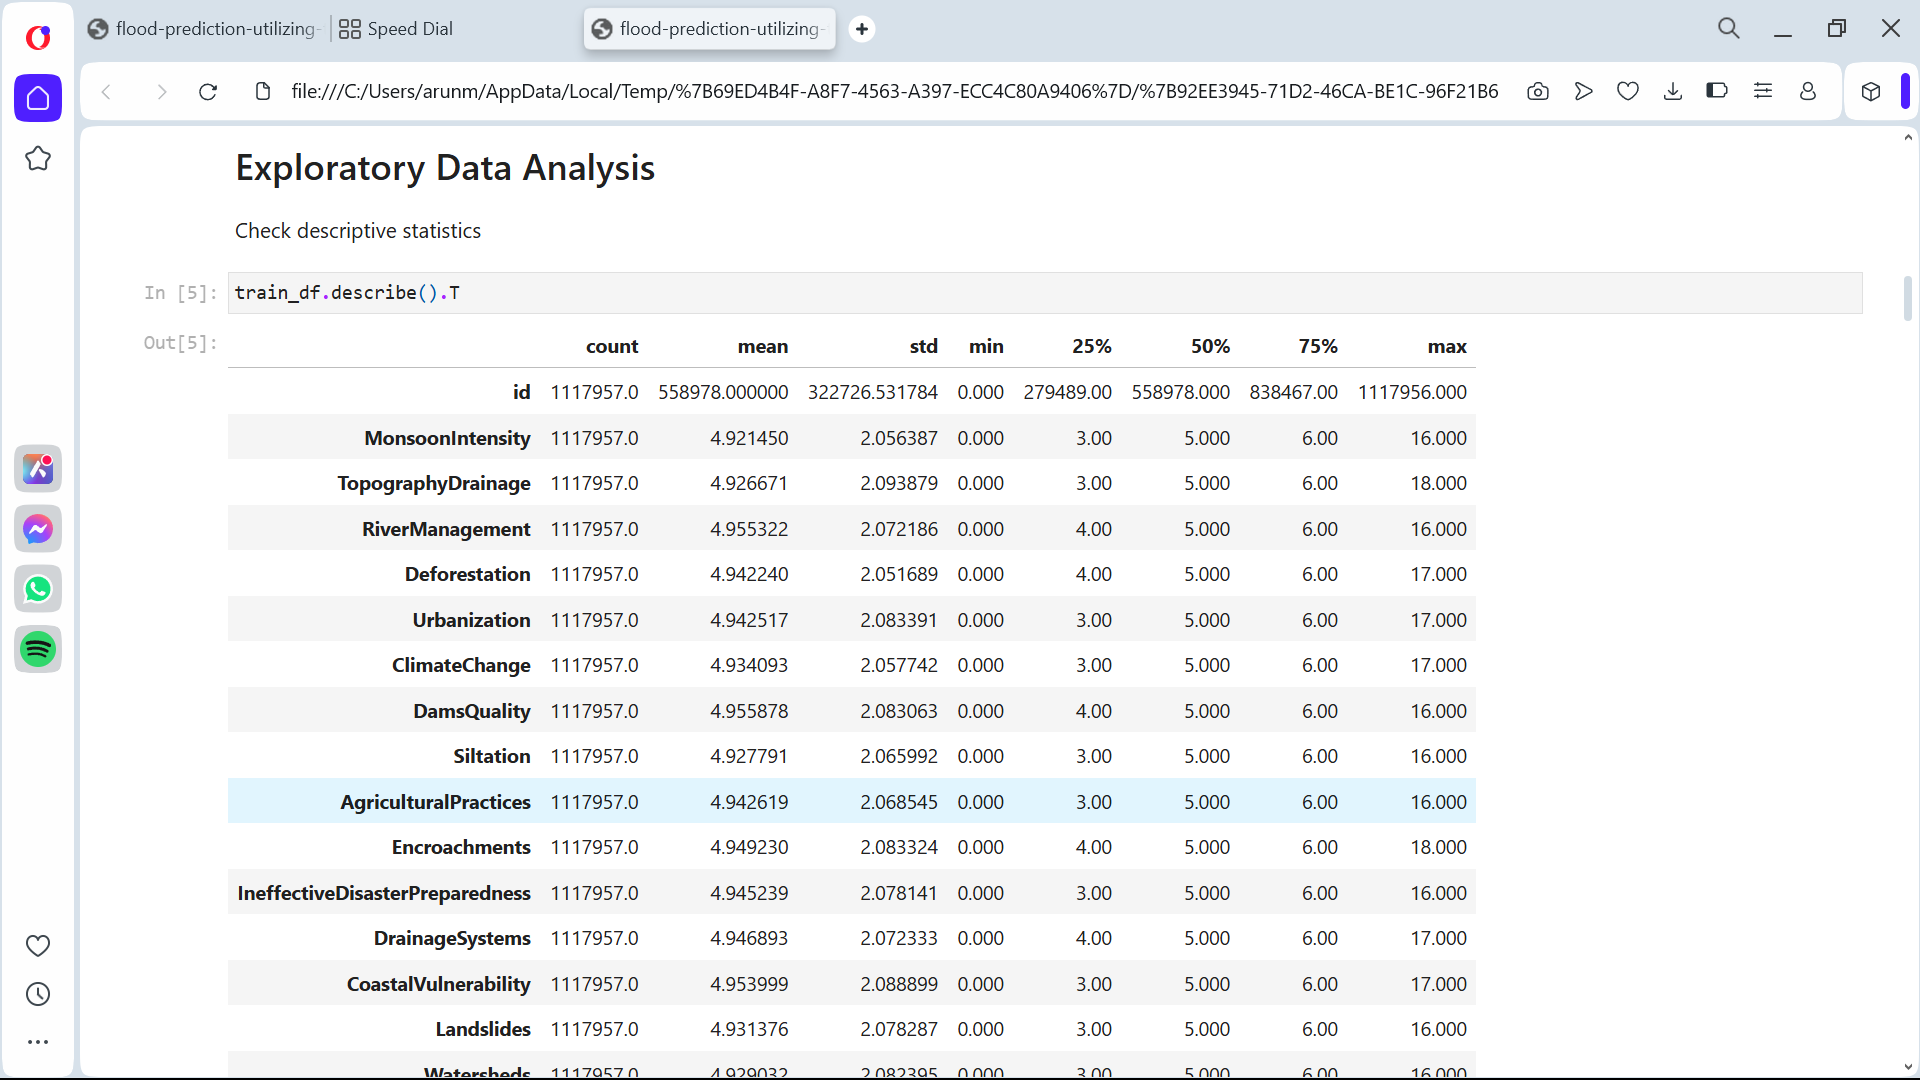 flood-prediction-utilizing-
Speed Dial
flood-prediction-utilizing-
file:///C:/Users/arunm/AppData/Local/Temp/%7B69ED4B4F-A8F7-4563-A397-ECC4C80A9406%7D/%7B92EE3945-71D2-46CA-BE1C-96F21B6
Exploratory Data Analysis
Check descriptive statistics
In [5]: train_df.describe().T
Out[5]:
count mean std min 25% 50% 75% max
id 1117957.0 558978.000000 322726.531784 0.000 279489.00 558978.000 838467.00 1117956.000
MonsoonIntensity 1117957.0 4.921450 2.056387 0.000 3.00 5.000 6.00 16.000
TopographyDrainage 1117957.0 4.926671 2.093879 0.000 3.00 5.000 6.00 18.000
RiverManagement 1117957.0 4.955322 2.072186 0.000 4.00 5.000 6.00 16.000
Deforestation 1117957.0 4.942240 2.051689 0.000 4.00 5.000 6.00 17.000
Urbanization 1117957.0 4.942517 2.083391 0.000 3.00 5.000 6.00 17.000
ClimateChange 1117957.0 4.934093 2.057742 0.000 3.00 5.000 6.00 17.000
DamsQuality 1117957.0 4.955878 2.083063 0.000 4.00 5.000 6.00 16.000
Siltation 1117957.0 4.927791 2.065992 0.000 3.00 5.000 6.00 16.000
AgriculturalPractices 1117957.0 4.942619 2.068545 0.000 3.00 5.000 6.00 16.000
Encroachments 1117957.0 4.949230 2.083324 0.000 4.00 5.000 6.00 18.000
IneffectiveDisasterPreparedness 1117957.0 4.945239 2.078141 0.000 3.00 5.000 6.00 16.000
DrainageSystems 1117957.0 4.946893 2.072333 0.000 4.00 5.000 6.00 17.000
CoastalVulnerability 1117957.0 4.953999 2.088899 0.000 3.00 5.000 6.00 17.000
Landslides 1117957.0 4.931376 2.078287 0.000 3.00 5.000 6.00 16.000
Watersheds 1117957.0 4.929032 2.082395 0.000 3.00 5.000 6.00 16.000